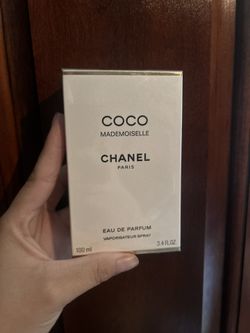 COCO
MADEMOISELLE
CHANEL
PARIS
EAU DE PARFUM
VAPORISATEUR SPRAY
100 ml 3.4 FL.OZ